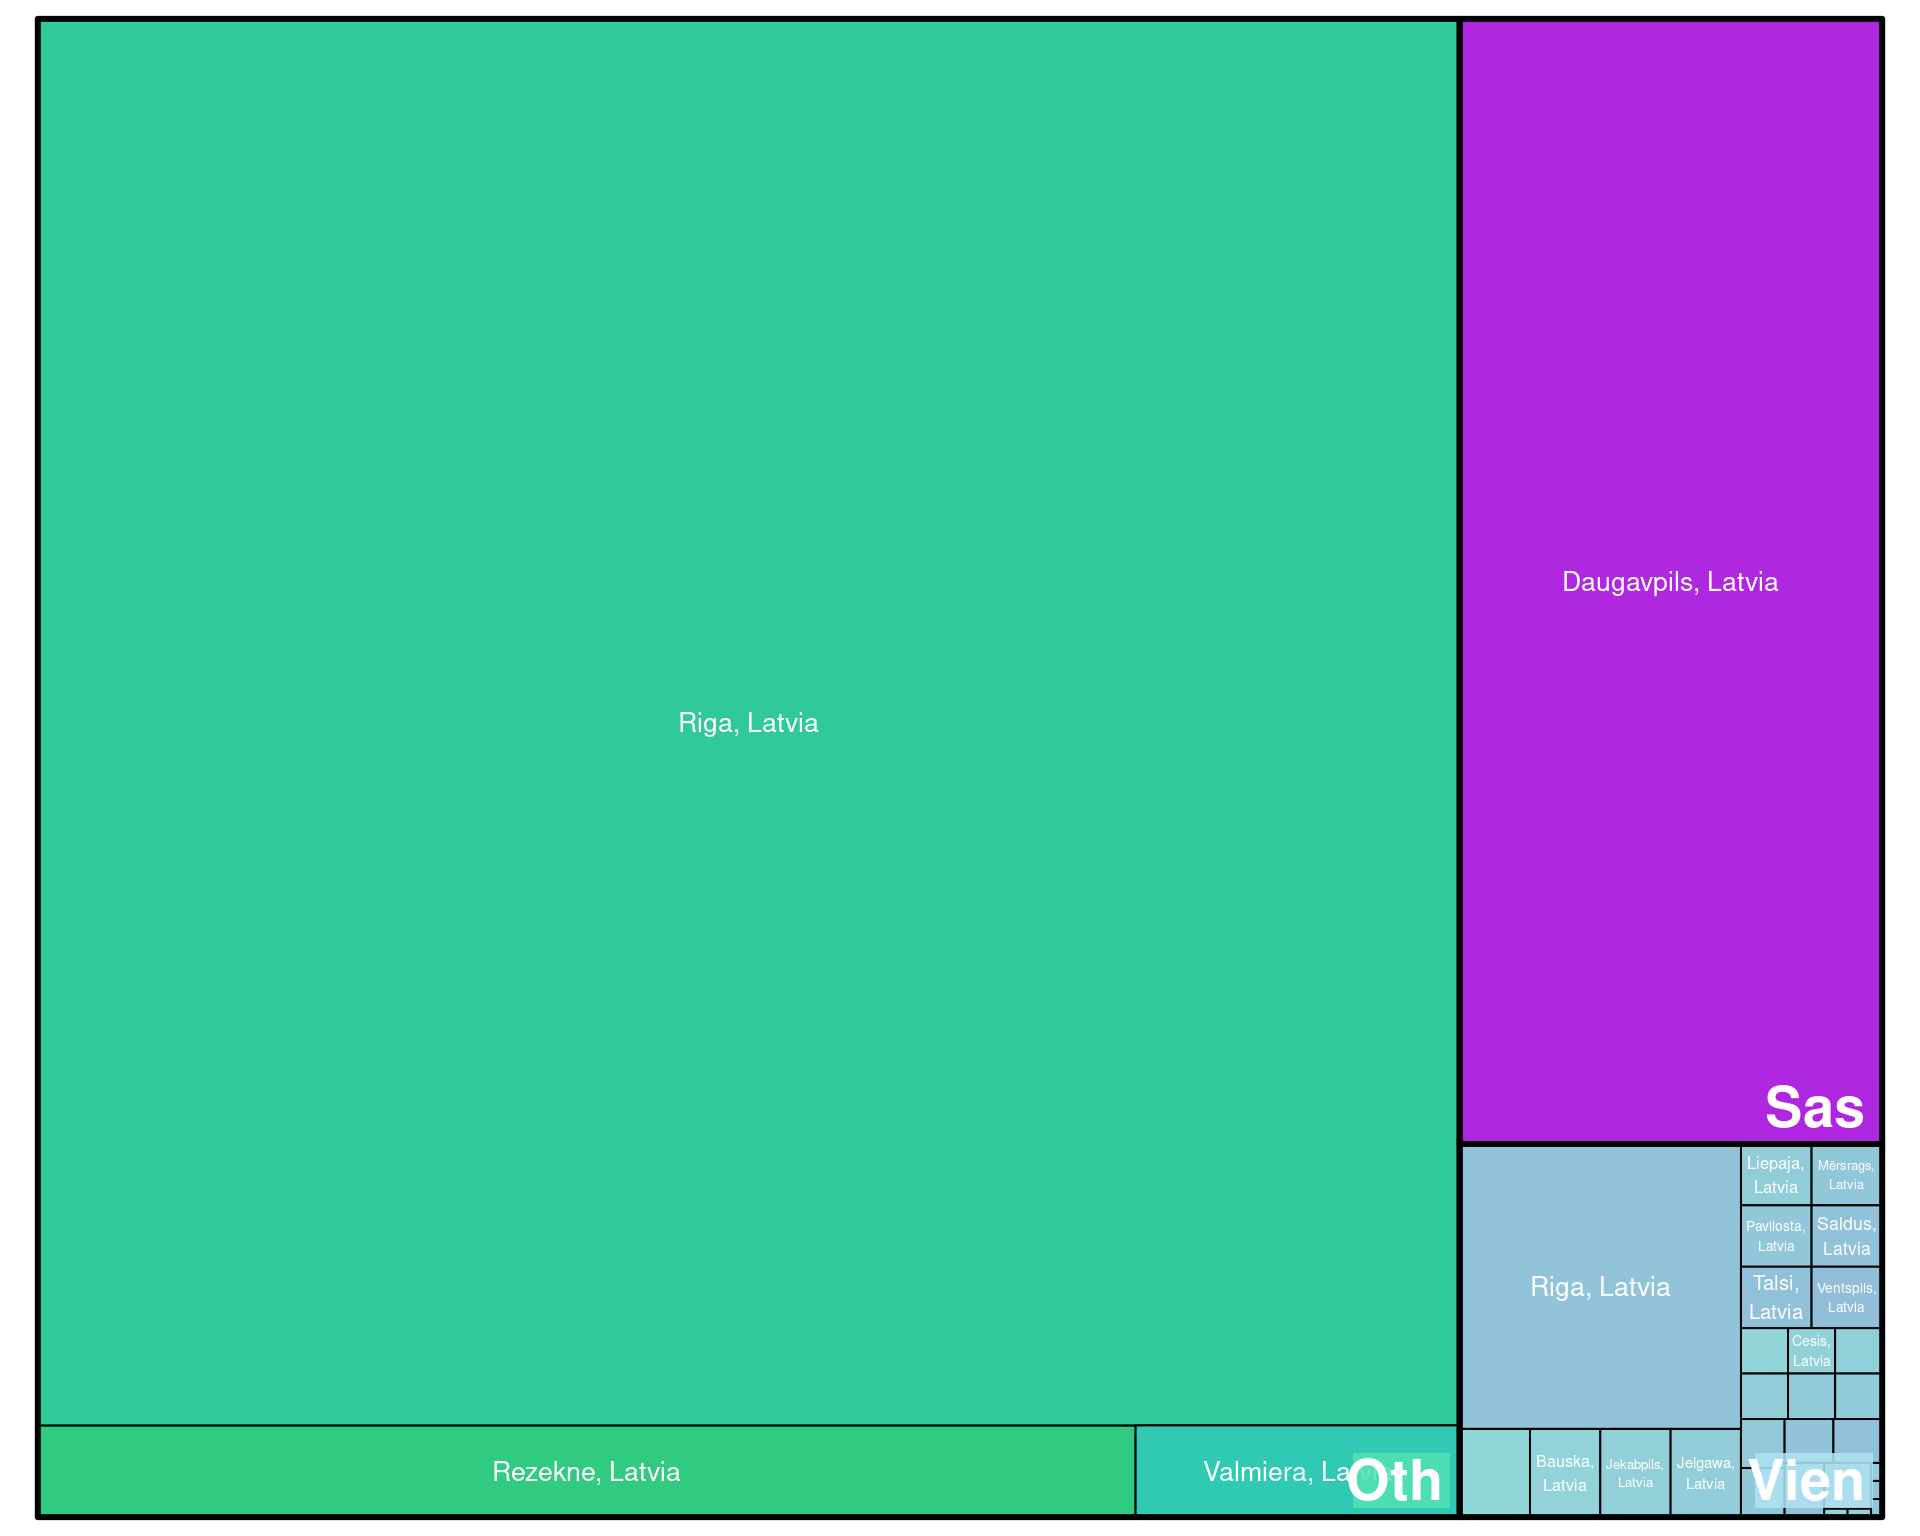 Riga, Latvia
Rezekne, Latvia
Valmiera, La
Oth
Daugavpils, Latvia
Sas
Riga, Latvia
Liepaja,
Latvia
Mērsrags,
Latvia
Pavilosta,
Latvia
Saldus,
Latvia
Talsi,
Latvia
Ventspils,
Latvia
Cesis,
Latvia
Bauska,
Latvia
Jekabpils,
Latvia
Jelgawa,
Latvia
Vien